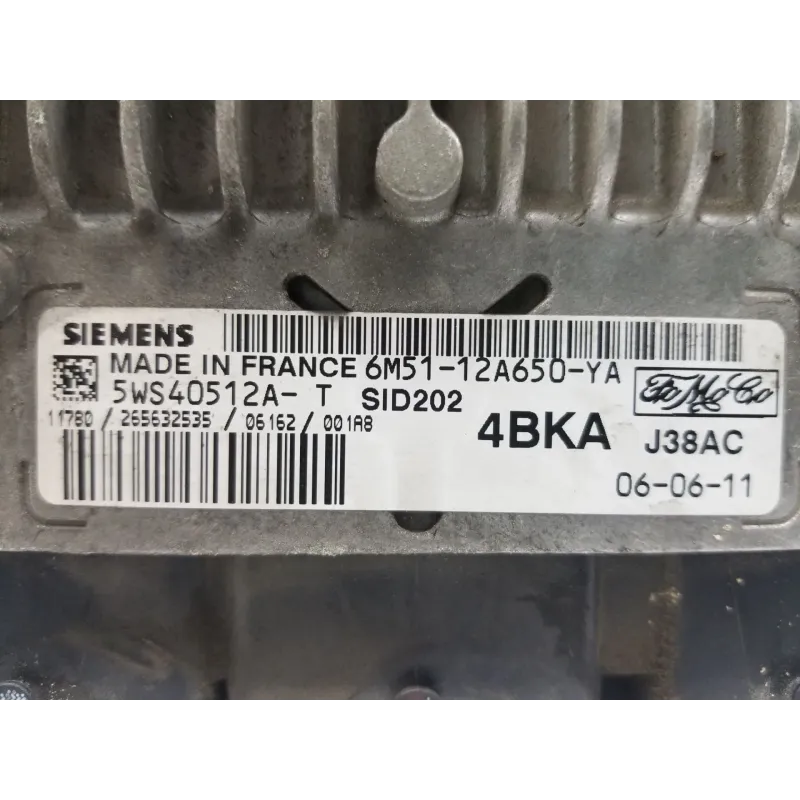 SIEMENS
MADE IN FRANCE 6M51-12A650-YA
5WS40512A- T SID202
FoMoCo
11780 / 265632535 / 06162 / 001A8
4BKA J38AC
06-06-11